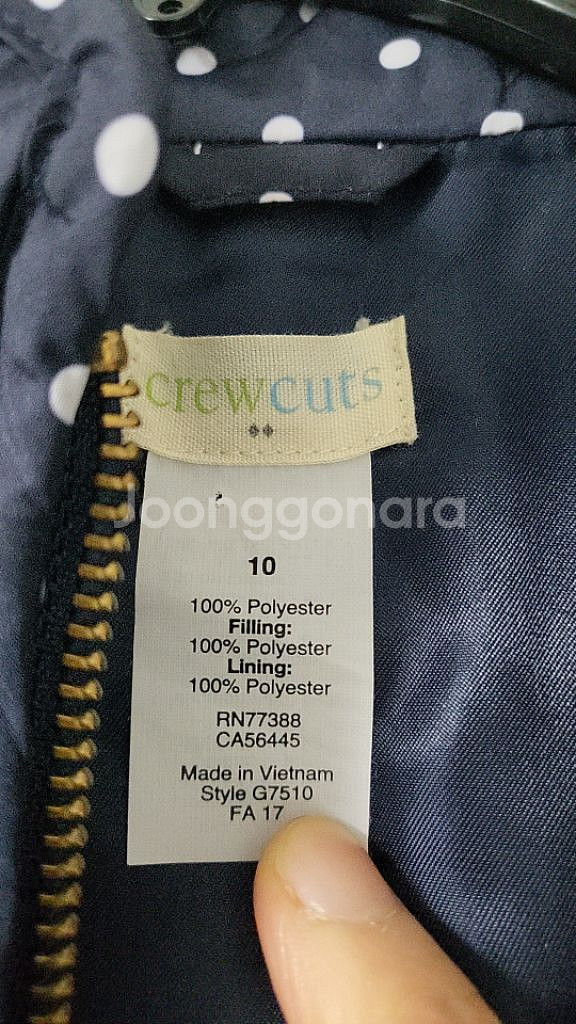 crewcuts
Joonggonara
10
100% Polyester
Filling:
100% Polyester
Lining:
100% Polyester
RN77388
CA56445
Made in Vietnam
Style G7510
FA 17